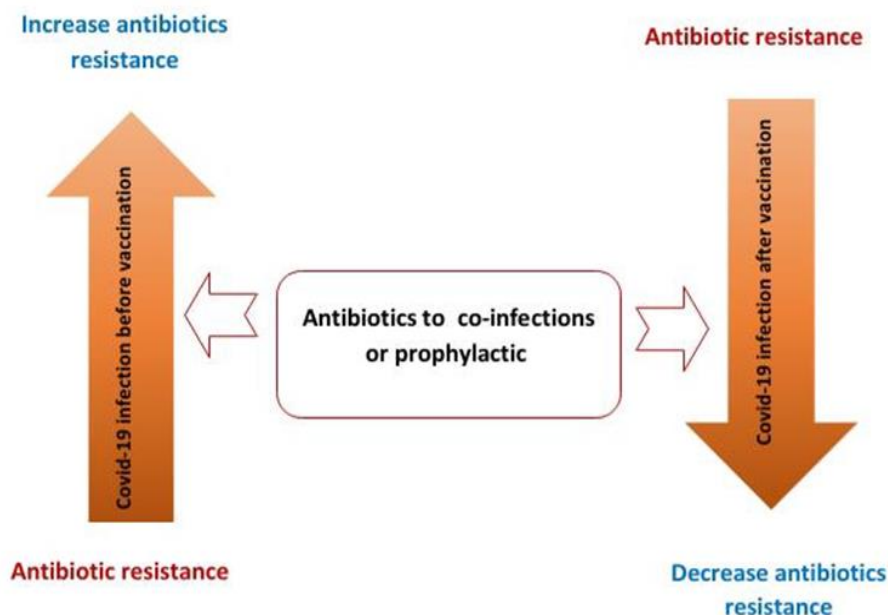 Increase antibiotics
resistance
Covid-19 infection before vaccination
Antibiotic resistance
Antibiotics to co-infections
or prophylactic
Antibiotic resistance
Covid-19 infection after vaccination
Decrease antibiotics
resistance